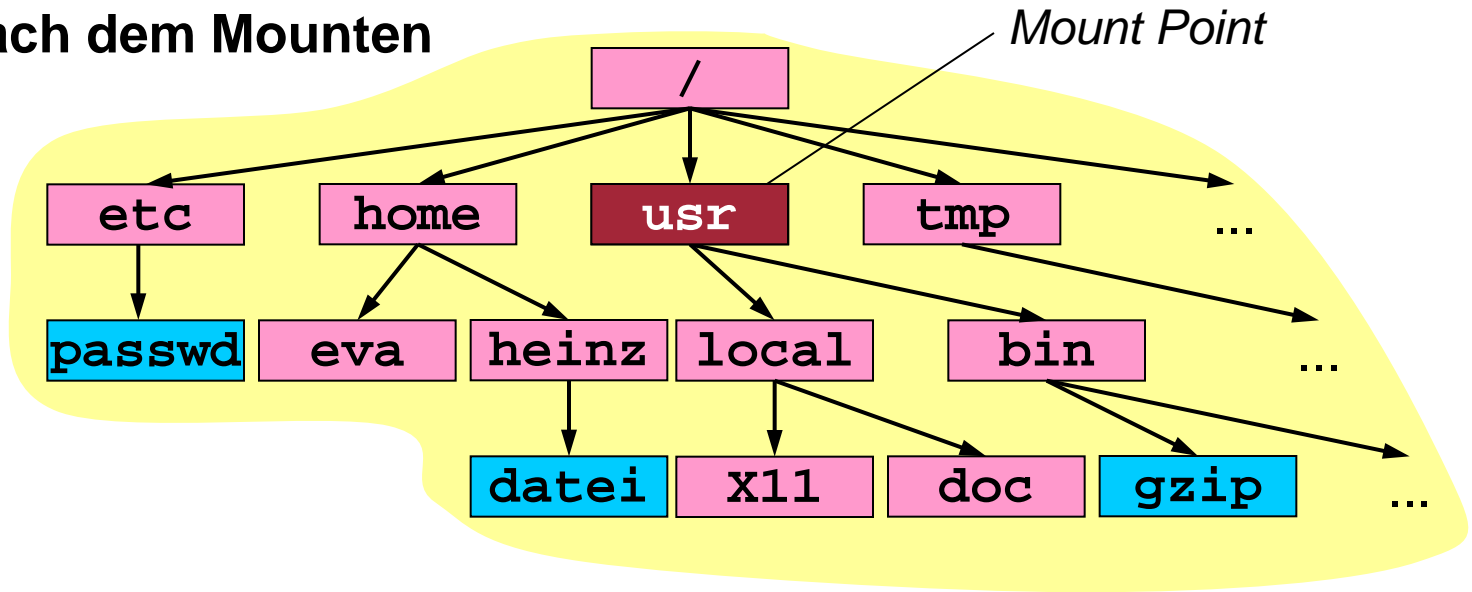 ach dem Mounten
Mount Point
/
etc
home
usr
tmp
...
passwd
eva
heinz
local
bin
...
datei
X11
doc
gzip
...